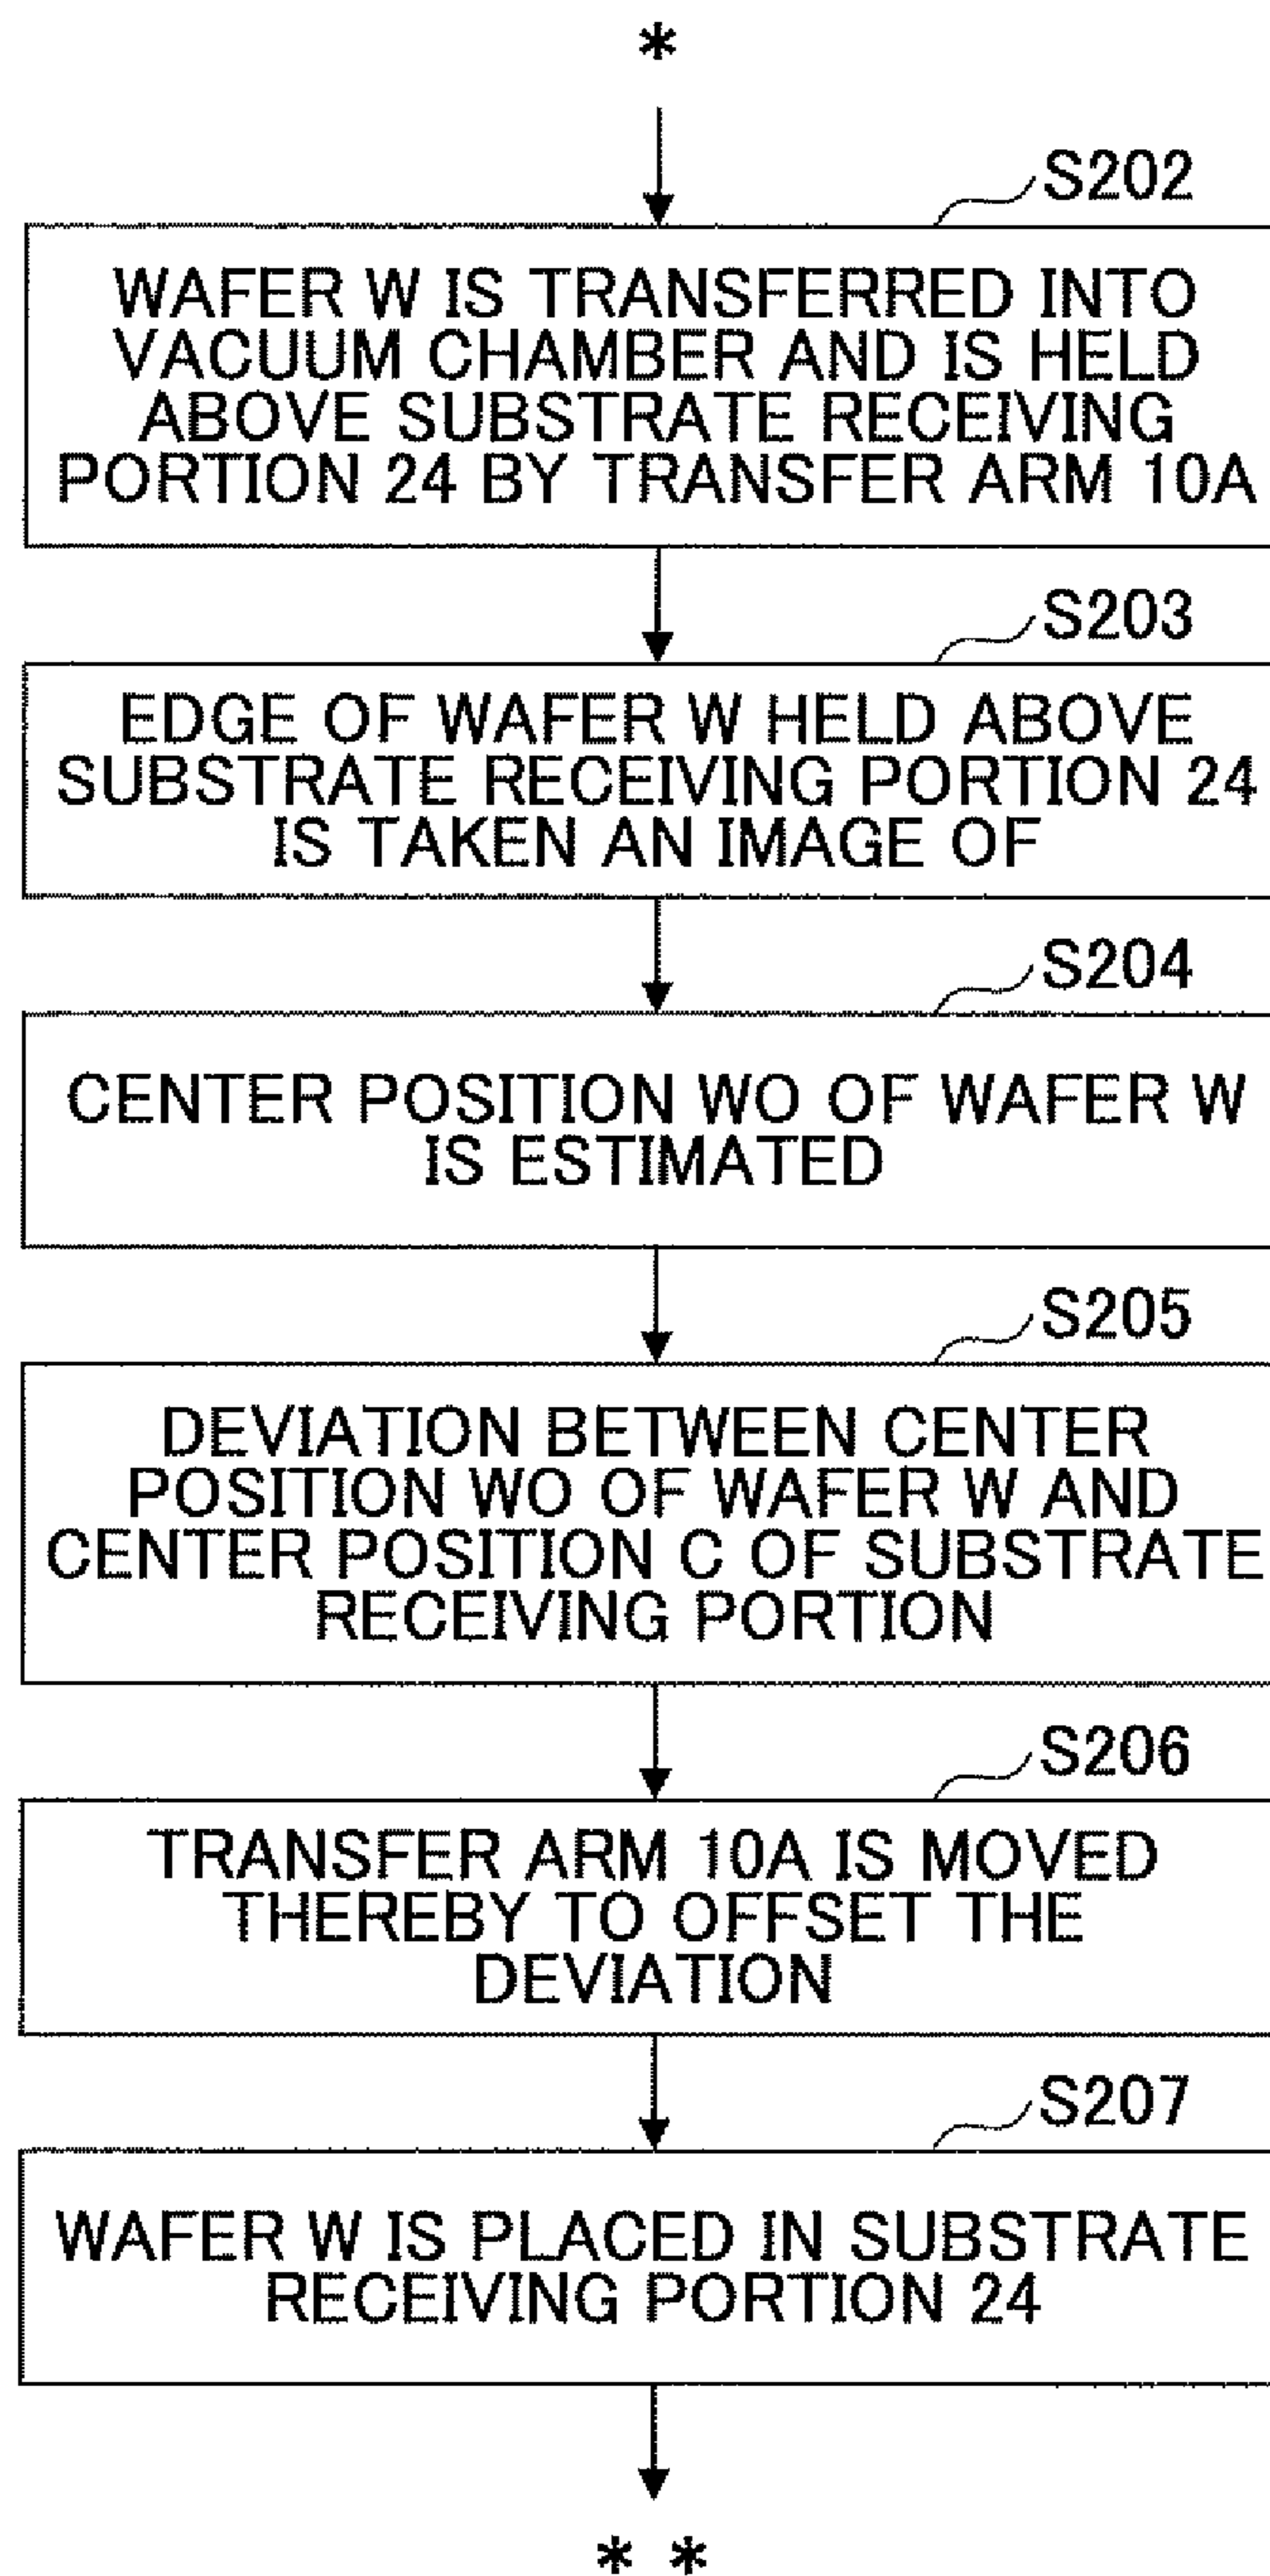 *
S202
WAFER W IS TRANSFERRED INTO
VACUUM CHAMBER AND IS HELD
ABOVE SUBSTRATE RECEIVING
PORTION 24 BY TRANSFER ARM 10A
S203
EDGE OF WAFER W HELD ABOVE
SUBSTRATE RECEIVING PORTION 24
IS TAKEN AN IMAGE OF
S204
CENTER POSITION WO OF WAFER W
IS ESTIMATED
S205
DEVIATION BETWEEN CENTER
POSITION WO OF WAFER W AND
CENTER POSITION C OF SUBSTRATE
RECEIVING PORTION
S206
TRANSFER ARM 10A IS MOVED
THEREBY TO OFFSET THE
DEVIATION
S207
WAFER W IS PLACED IN SUBSTRATE
RECEIVING PORTION 24
* *